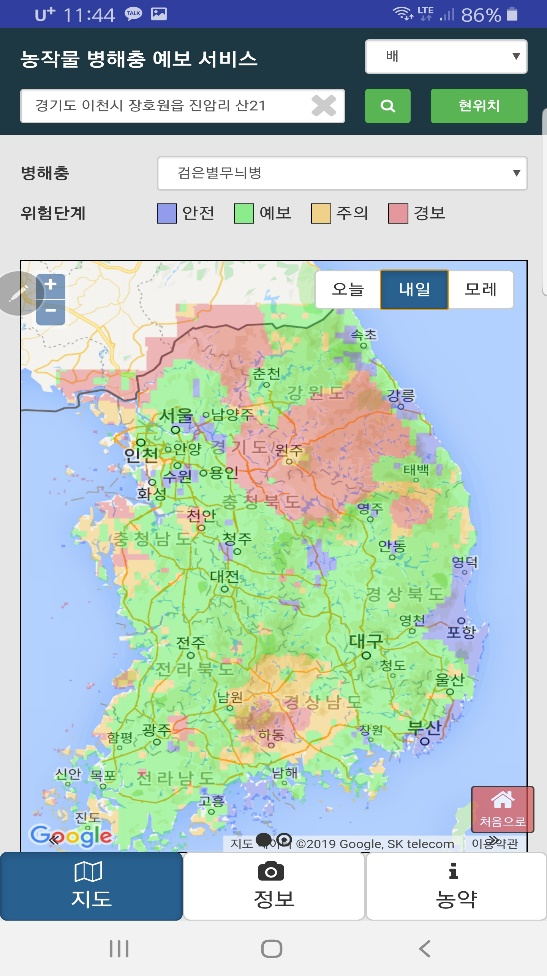 U+ 11:44 TALK LTE 86%
농작물 병해충 예보 서비스
배
경기도 이천시 장호원읍 진암리 산21
현위치
병해충
검은별무늬병
위험단계
안전 예보 주의 경보
+
−
오늘 내일 모레
속초
춘천
강원도
강릉
서울 남양주
인천 안양 경기도 원주
수원 용인
태백
화성
충청북도
천안
영주
충청남도
청주
안동
영덕
대전
경상북도
영천
포항
전주
대구
전라북도
청도
울산
남원
경상남도
광주
창원
부산
함평
하동
신안 목포
전라남도
남해
고흥
진도
처음으로
Google
지도 데이터 ©2019 Google, SK telecom 이용약관
지도
정보
농약